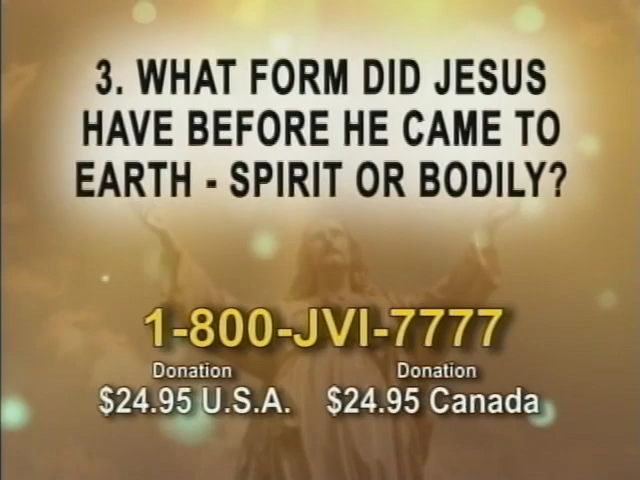 3. WHAT FORM DID JESUS
HAVE BEFORE HE CAME TO
EARTH - SPIRIT OR BODILY?
1-800-JVI-7777
Donation Donation
$24.95 U.S.A. $24.95 Canada